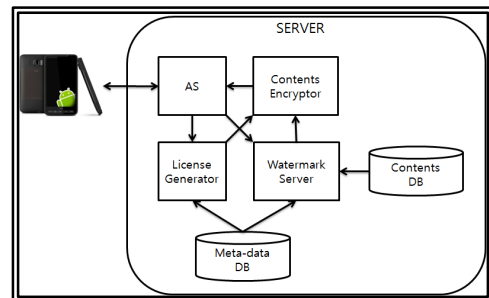 SERVER
AS
Contents
Encryptor
License
Generator
Watermark
Server
Contents
DB
Meta-data
DB